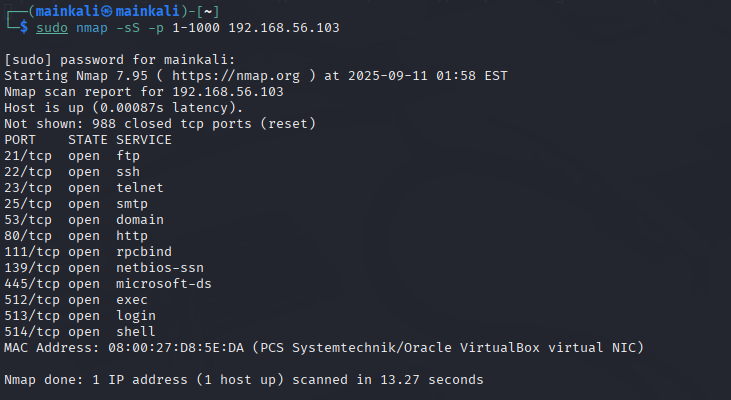 ┌──(mainkali㉿mainkali)-[~]
└─$ sudo nmap -sS -p 1-1000 192.168.56.103
[sudo] password for mainkali:
Starting Nmap 7.95 ( https://nmap.org ) at 2025-09-11 01:58 EST
Nmap scan report for 192.168.56.103
Host is up (0.00087s latency).
Not shown: 988 closed tcp ports (reset)
PORT    STATE SERVICE
21/tcp  open  ftp
22/tcp  open  ssh
23/tcp  open  telnet
25/tcp  open  smtp
53/tcp  open  domain
80/tcp  open  http
111/tcp open  rpcbind
139/tcp open  netbios-ssn
445/tcp open  microsoft-ds
512/tcp open  exec
513/tcp open  login
514/tcp open  shell
MAC Address: 08:00:27:D8:5E:DA (PCS Systemtechnik/Oracle VirtualBox virtual NIC)
Nmap done: 1 IP address (1 host up) scanned in 13.27 seconds